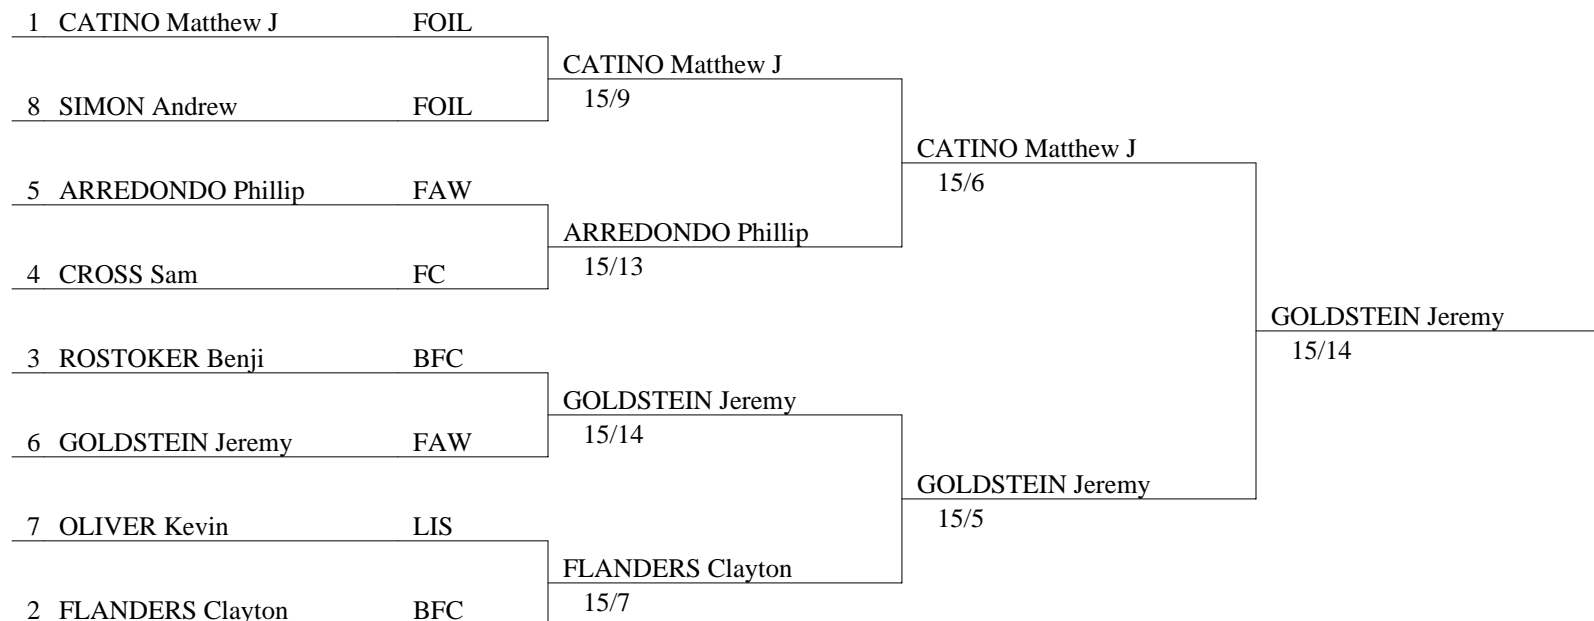 1 CATINO Matthew J FOIL
CATINO Matthew J
15/9
8 SIMON Andrew FOIL
CATINO Matthew J
15/6
5 ARREDONDO Phillip FAW
ARREDONDO Phillip
15/13
4 CROSS Sam FC
GOLDSTEIN Jeremy
15/14
3 ROSTOKER Benji BFC
GOLDSTEIN Jeremy
15/14
6 GOLDSTEIN Jeremy FAW
GOLDSTEIN Jeremy
15/5
7 OLIVER Kevin LIS
FLANDERS Clayton
15/7
2 FLANDERS Clayton BFC